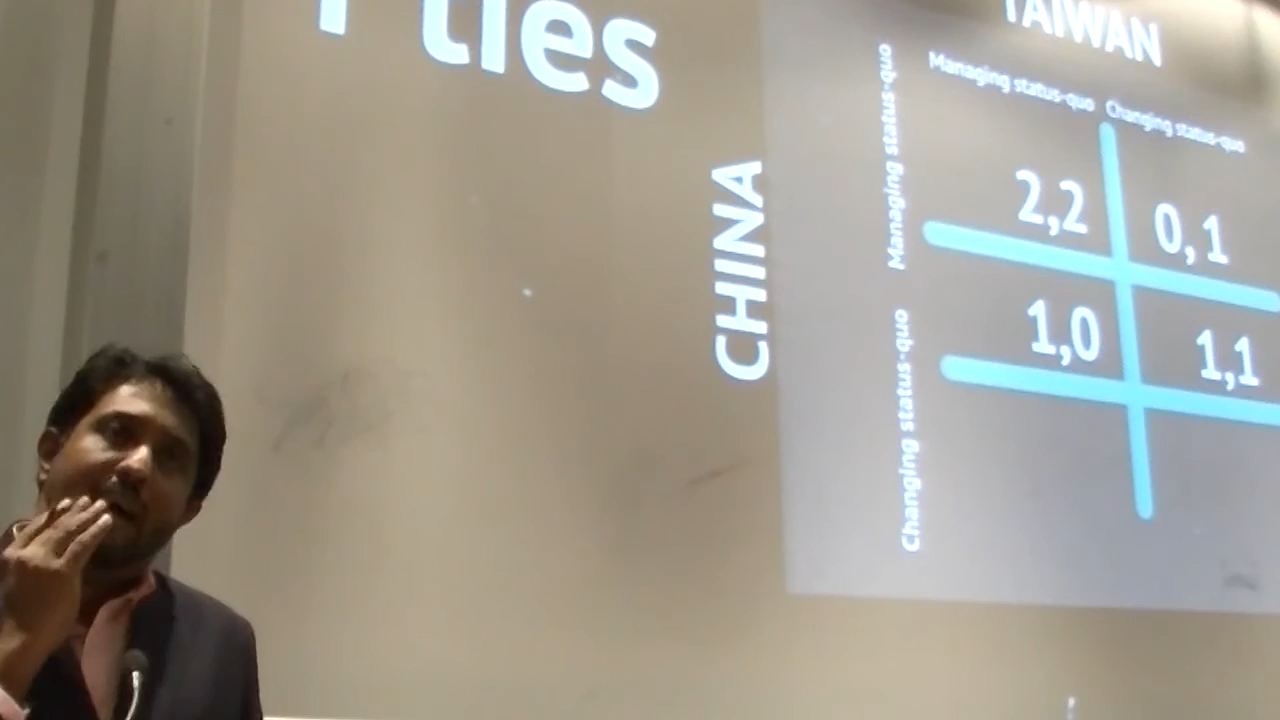 ties
TAIWAN
Managing status-quo
Changing status-quo
CHINA
Managing status-quo
2,2
0,1
Changing status-quo
1,0
1,1